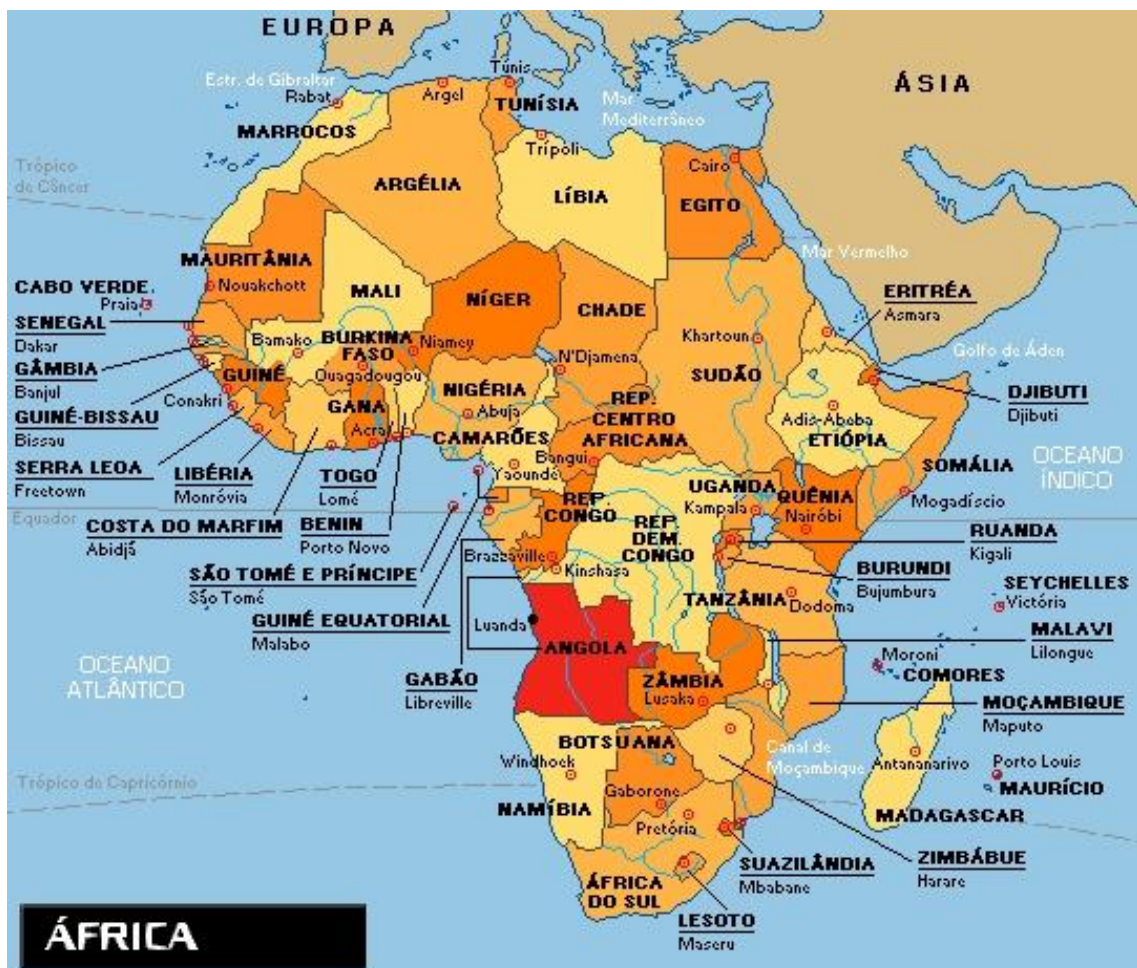 EUROPA
ÁSIA
Estr. de Gibraltar
Rabat
Argel
Túnis
TUNÍSIA
Mar
Mediterrâneo
MARROCOS
Trípoli
Trópico
de Câncer
ARGÉLIA
LÍBIA
Cairo
EGITO
Mar Vermelho
MAURITÂNIA
Nouakchott
CABO VERDE
Praia
MALI
NÍGER
CHADE
ERITRÉA
Asmara
SENEGAL
Dakar
Bamako
BURKINA
FASO
Niamey
Khartoun
Golfo de Áden
GÂMBIA
Banjul
GUINÉ
Ouagadougou
N'Djamena
NIGÉRIA
SUDÃO
DJIBUTI
Djibuti
Conakri
GUINÉ-BISSAU
Bissau
GANA
Acra
Abuja
REP.
CENTRO
AFRICANA
Adis-Abeba
ETIÓPIA
CAMARÕES
Bangui
Yaoundé
SERRA LEOA
Freetown
LIBÉRIA
Monróvia
TOGO
Lomé
SOMÁLIA
OCEANO
ÍNDICO
UGANDA
Kampala
QUÊNIA
Nairóbi
Mogadíscio
Equador
COSTA DO MARFIM
Abidjã
BENIN
Porto Novo
REP
CONGO
REP.
DEM.
CONGO
RUANDA
Kigali
Brazzaville
Kinshasa
SÃO TOMÉ E PRÍNCIPE
São Tomé
BURUNDI
Bujumbura
SEYCHELLES
Victória
TANZÂNIA
Dodoma
GUINÉ EQUATORIAL
Malabo
Luanda
ANGOLA
MALAVI
Lilongue
OCEANO
ATLÂNTICO
GABÃO
Libreville
ZÂMBIA
Lusaka
Moroni
COMORES
MOÇAMBIQUE
Maputo
BOTSUANA
Windhoek
Canal de
Moçambique
Antananarivo
Porto Louis
MAURÍCIO
Trópico de Capricórnio
NAMÍBIA
Gaborone
Pretória
MADAGASCAR
SUAZILÂNDIA
Mbabane
ZIMBÁBUE
Harare
ÁFRICA
DO SUL
LESOTO
Maseru
ÁFRICA